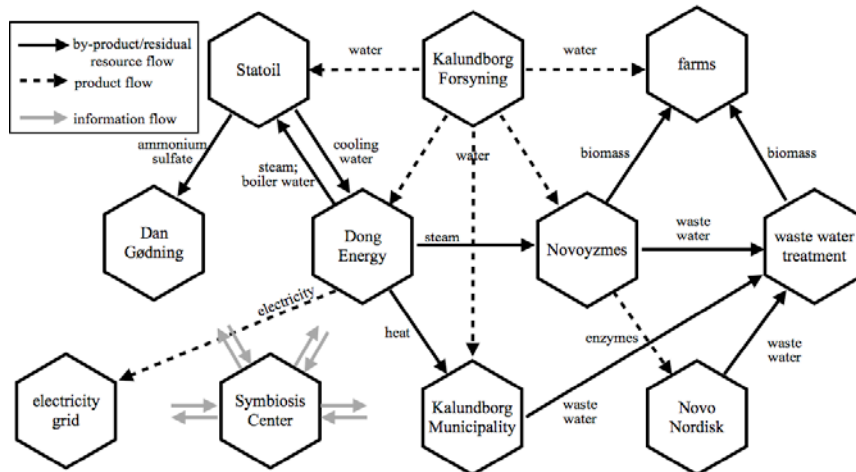 by-product/residual
resource flow
product flow
information flow
Statoil
water
Kalundborg
Forsyning
water
farms
ammonium
sulfate
steam;
boiler water
cooling
water
water
biomass
biomass
Dan
Gødning
Dong
Energy
steam
Novoyzmes
waste
water
waste water
treatment
electricity
heat
enzymes
waste
water
electricity
grid
Symbiosis
Center
Kalundborg
Municipality
waste
water
Novo
Nordisk